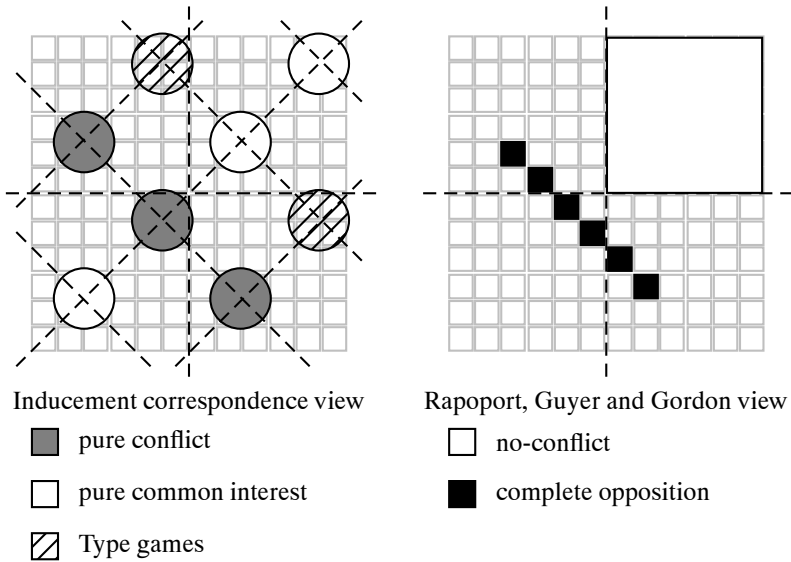 Inducement correspondence view
pure conflict
pure common interest
Type games
Rapoport, Guyer and Gordon view
no-conflict
complete opposition